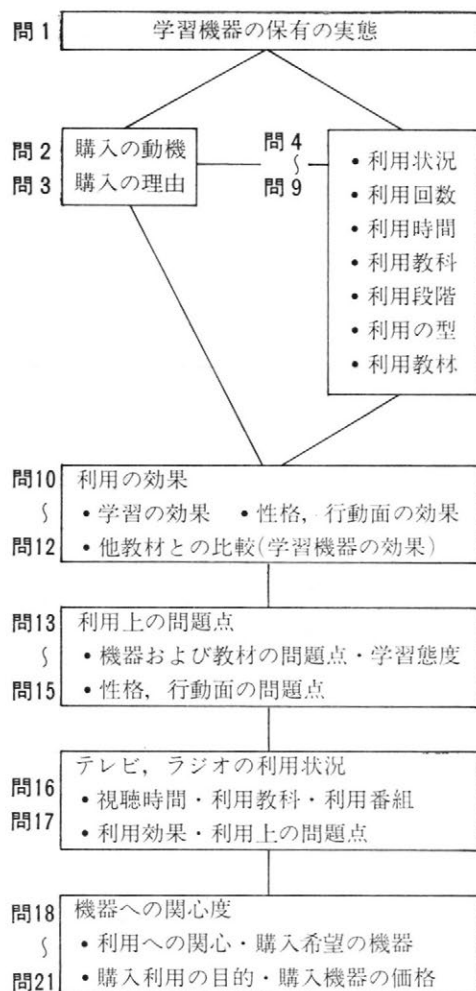 問1 学習機器の保有の実態
問2 購入の動機
問3 購入の理由
問4
〜
問9
• 利用状況
• 利用回数
• 利用時間
• 利用教科
• 利用段階
• 利用の型
• 利用教材
問10 利用の効果
〜 • 学習の効果 • 性格,行動面の効果
問12 • 他教材との比較(学習機器の効果)
問13 利用上の問題点
〜 • 機器および教材の問題点・学習態度
問15 • 性格,行動面の問題点
テレビ,ラジオの利用状況
問16 • 視聴時間・利用教科・利用番組
問17 • 利用効果・利用上の問題点
問18 機器への関心度
〜 • 利用への関心・購入希望の機器
問21 • 購入利用の目的・購入機器の価格